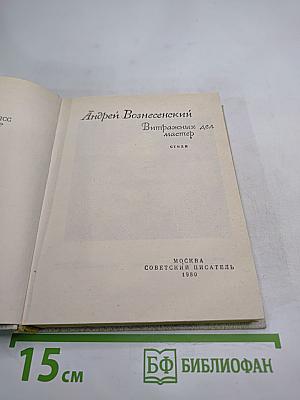 Андрей Вознесенский
Витражных дел
мастер
СТИХИ
МОСКВА
СОВЕТСКИЙ ПИСАТЕЛЬ
1980
15 см
БФ БИБЛИОФАН